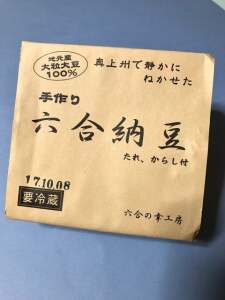 地元産
大粒大豆
100%
奥上州で静かに
ねかせた
手作り
六合納豆
たれ、からし付
17.10.08
要冷蔵
六合の幸工房